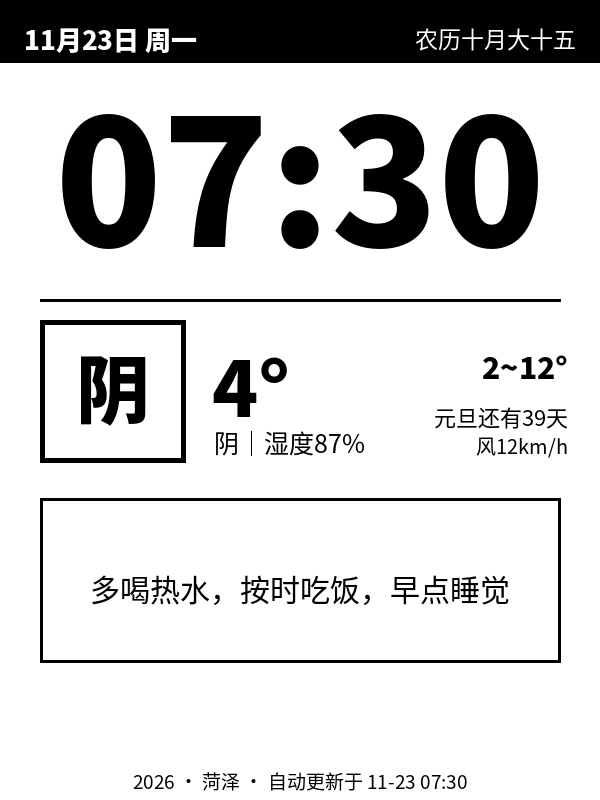 11月23日 周一
农历十月大十五
07:30
阴
4°
阴｜湿度87%
2~12°
元旦还有39天
风12km/h
多喝热水，按时吃饭，早点睡觉
2026 • 菏泽 • 自动更新于 11-23 07:30